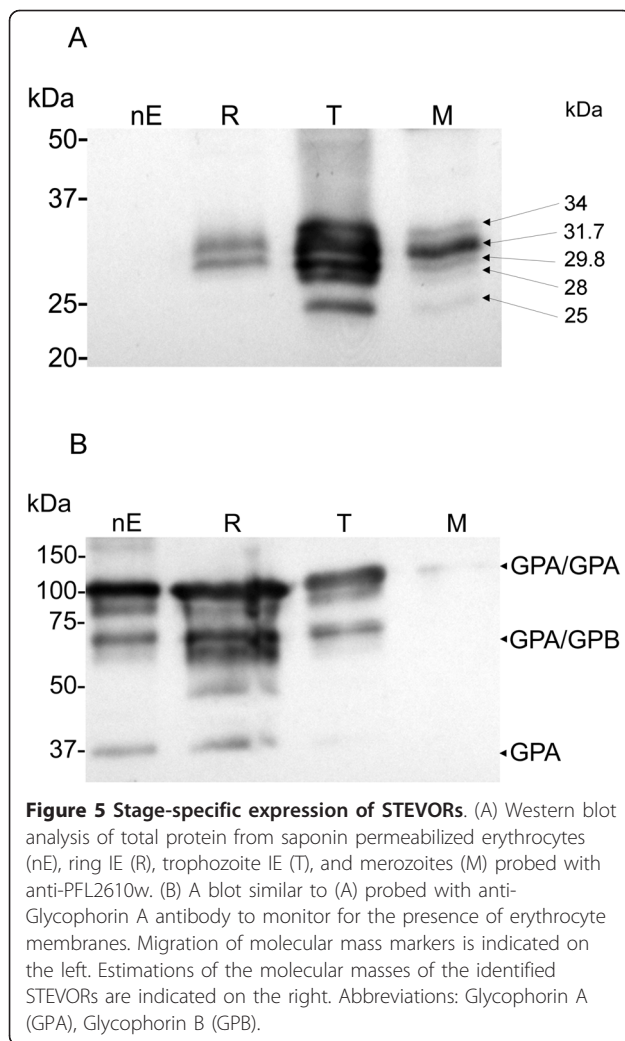 A
kDa
kDa
nE R T M
50-
37-
25-
20-
34
31.7
29.8
28
25
B
kDa
nE R T M
150-
100-
75-
50-
37-
GPA/GPA
GPA/GPB
GPA
Figure 5 Stage-specific expression of STEVORs. (A) Western blot
analysis of total protein from saponin permeabilized erythrocytes
(nE), ring IE (R), trophozoite IE (T), and merozoites (M) probed with
anti-PFL2610w. (B) A blot similar to (A) probed with anti-
Glycophorin A antibody to monitor for the presence of erythrocyte
membranes. Migration of molecular mass markers is indicated on
the left. Estimations of the molecular masses of the identified
STEVORs are indicated on the right. Abbreviations: Glycophorin A
(GPA), Glycophorin B (GPB).